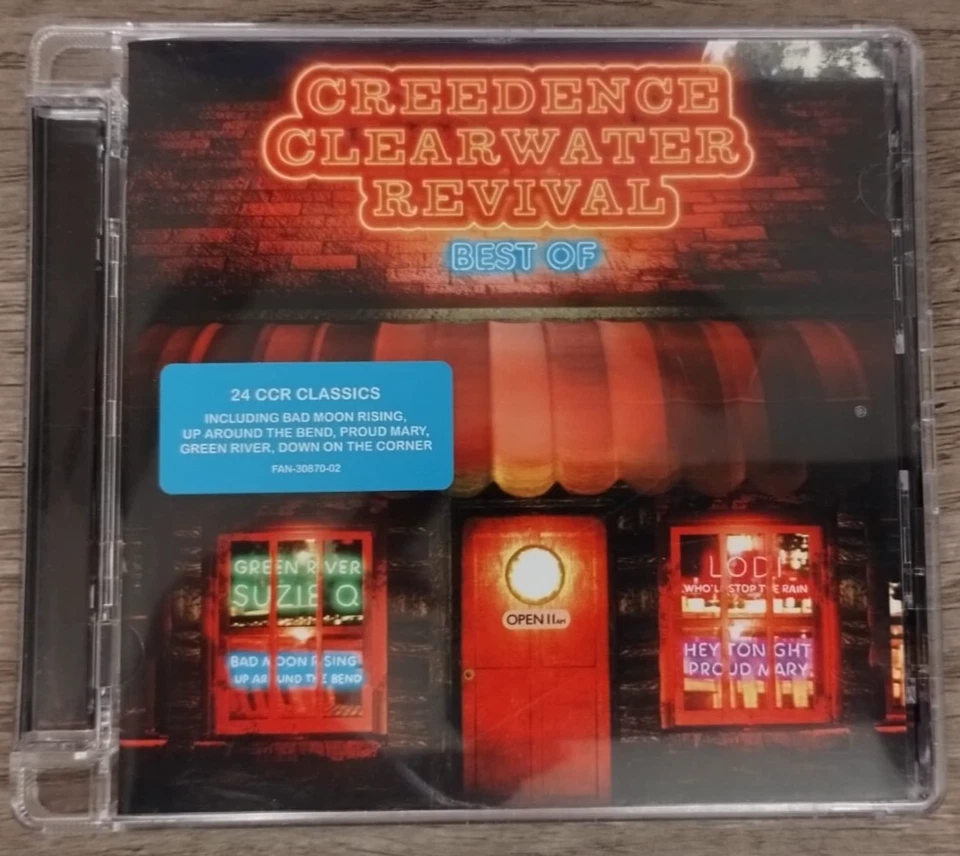 CREEDENCE
CLEARWATER
REVIVAL
BEST OF
24 CCR CLASSICS
INCLUDING BAD MOON RISING,
UP AROUND THE BEND, PROUD MARY,
GREEN RIVER, DOWN ON THE CORNER
FAN-30870-02
GREEN RIVER
SUZIE Q
BAD MOON RISING
UP AROUND THE BEND
OPEN 11 AM
LODI
WHO'LL STOP THE RAIN
HEY TONIGHT
PROUD MARY